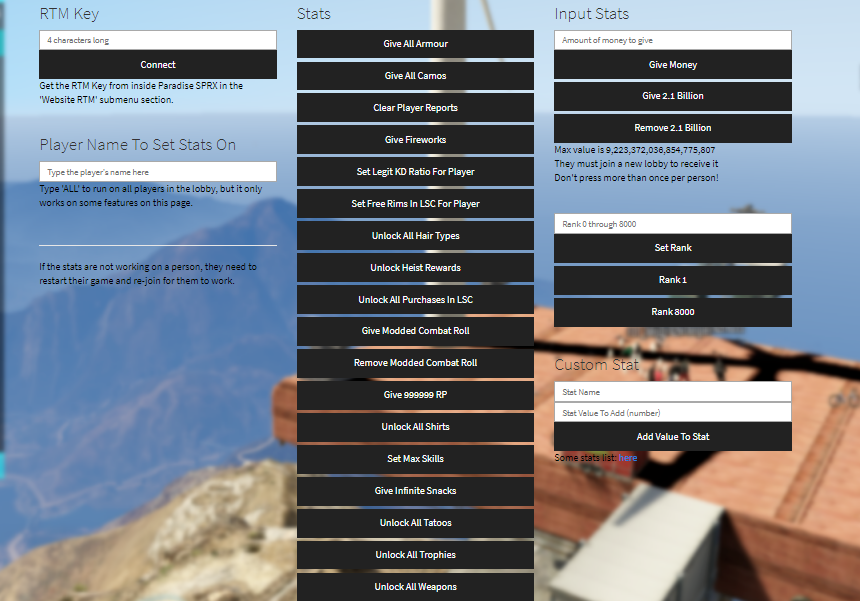 RTM Key
4 characters long
Connect
Get the RTM Key from inside Paradise SPRX in the
'Website RTM' submenu section.
Player Name To Set Stats On
Type the player's name here
Type 'ALL' to run on all players in the lobby, but it only
works on some features on this page.
If the stats are not working on a person, they need to
restart their game and re-join for them to work.
Stats
Give All Armour
Give All Camos
Clear Player Reports
Give Fireworks
Set Legit KD Ratio For Player
Set Free Rims In LSC For Player
Unlock All Hair Types
Unlock Heist Rewards
Unlock All Purchases In LSC
Give Modded Combat Roll
Remove Modded Combat Roll
Give 999999 RP
Unlock All Shirts
Set Max Skills
Give Infinite Snacks
Unlock All Tatoos
Unlock All Trophies
Unlock All Weapons
Input Stats
Amount of money to give
Give Money
Give 2.1 Billion
Remove 2.1 Billion
Max value is 9,223,372,036,854,775,807
They must join a new lobby to receive it
Don't press more than once per person!
Rank 0 through 8000
Set Rank
Rank 1
Rank 8000
Custom Stat
Stat Name
Stat Value To Add (number)
Add Value To Stat
Some stats list: here